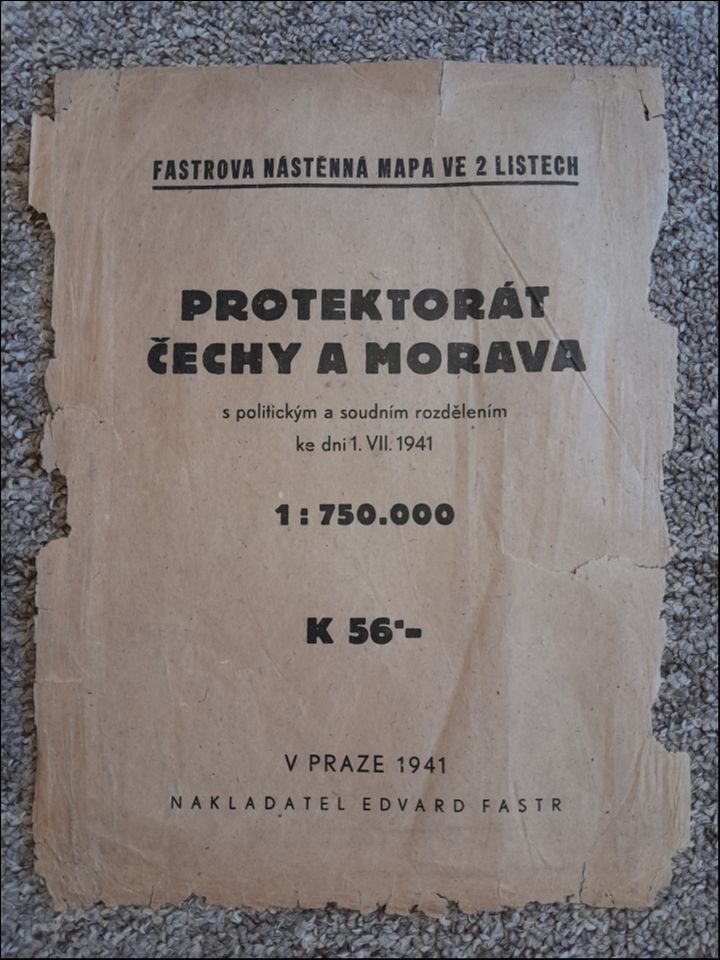 FASTROVA NÁSTĚNNÁ MAPA VE 2 LISTECH
PROTEKTORÁT
ČECHY A MORAVA
s politickým a soudním rozdělením
ke dni 1. VII. 1941
1 : 750.000
K 56·-
V PRAZE 1941
NAKLADATEL EDVARD FASTR